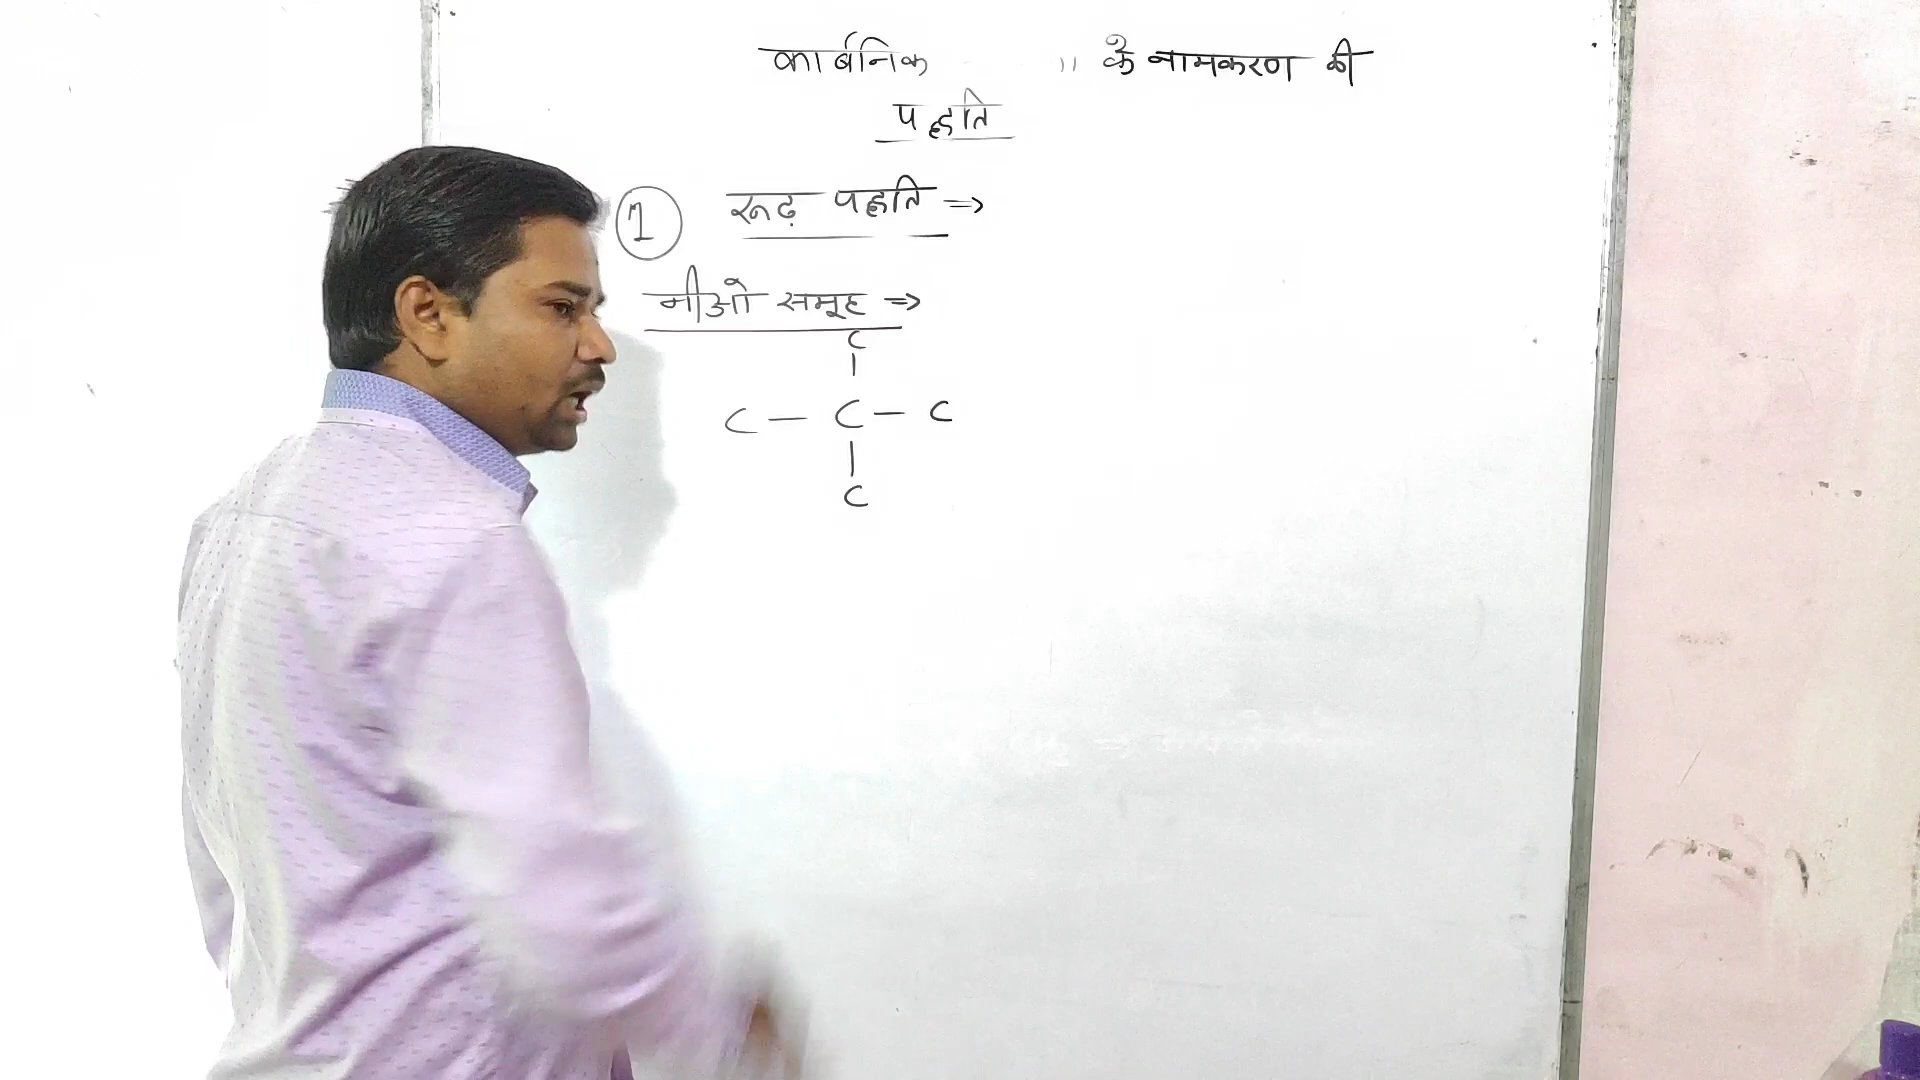 कार्बनिक के नामकरण की
पद्धति
1 रूढ़ पद्धति ⇒
नीओ समूह ⇒
C
|
C — C — C
|
C